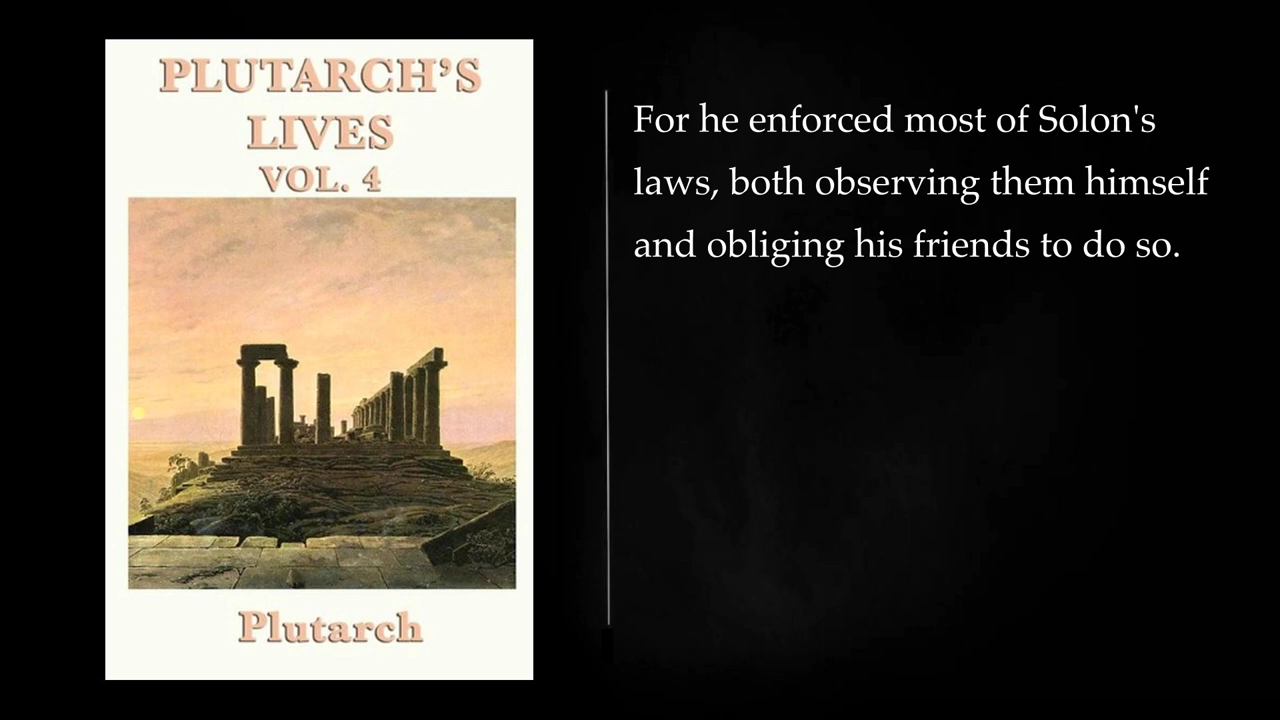 PLUTARCH'S
LIVES
VOL. 4
Plutarch
For he enforced most of Solon's
laws, both observing them himself
and obliging his friends to do so.